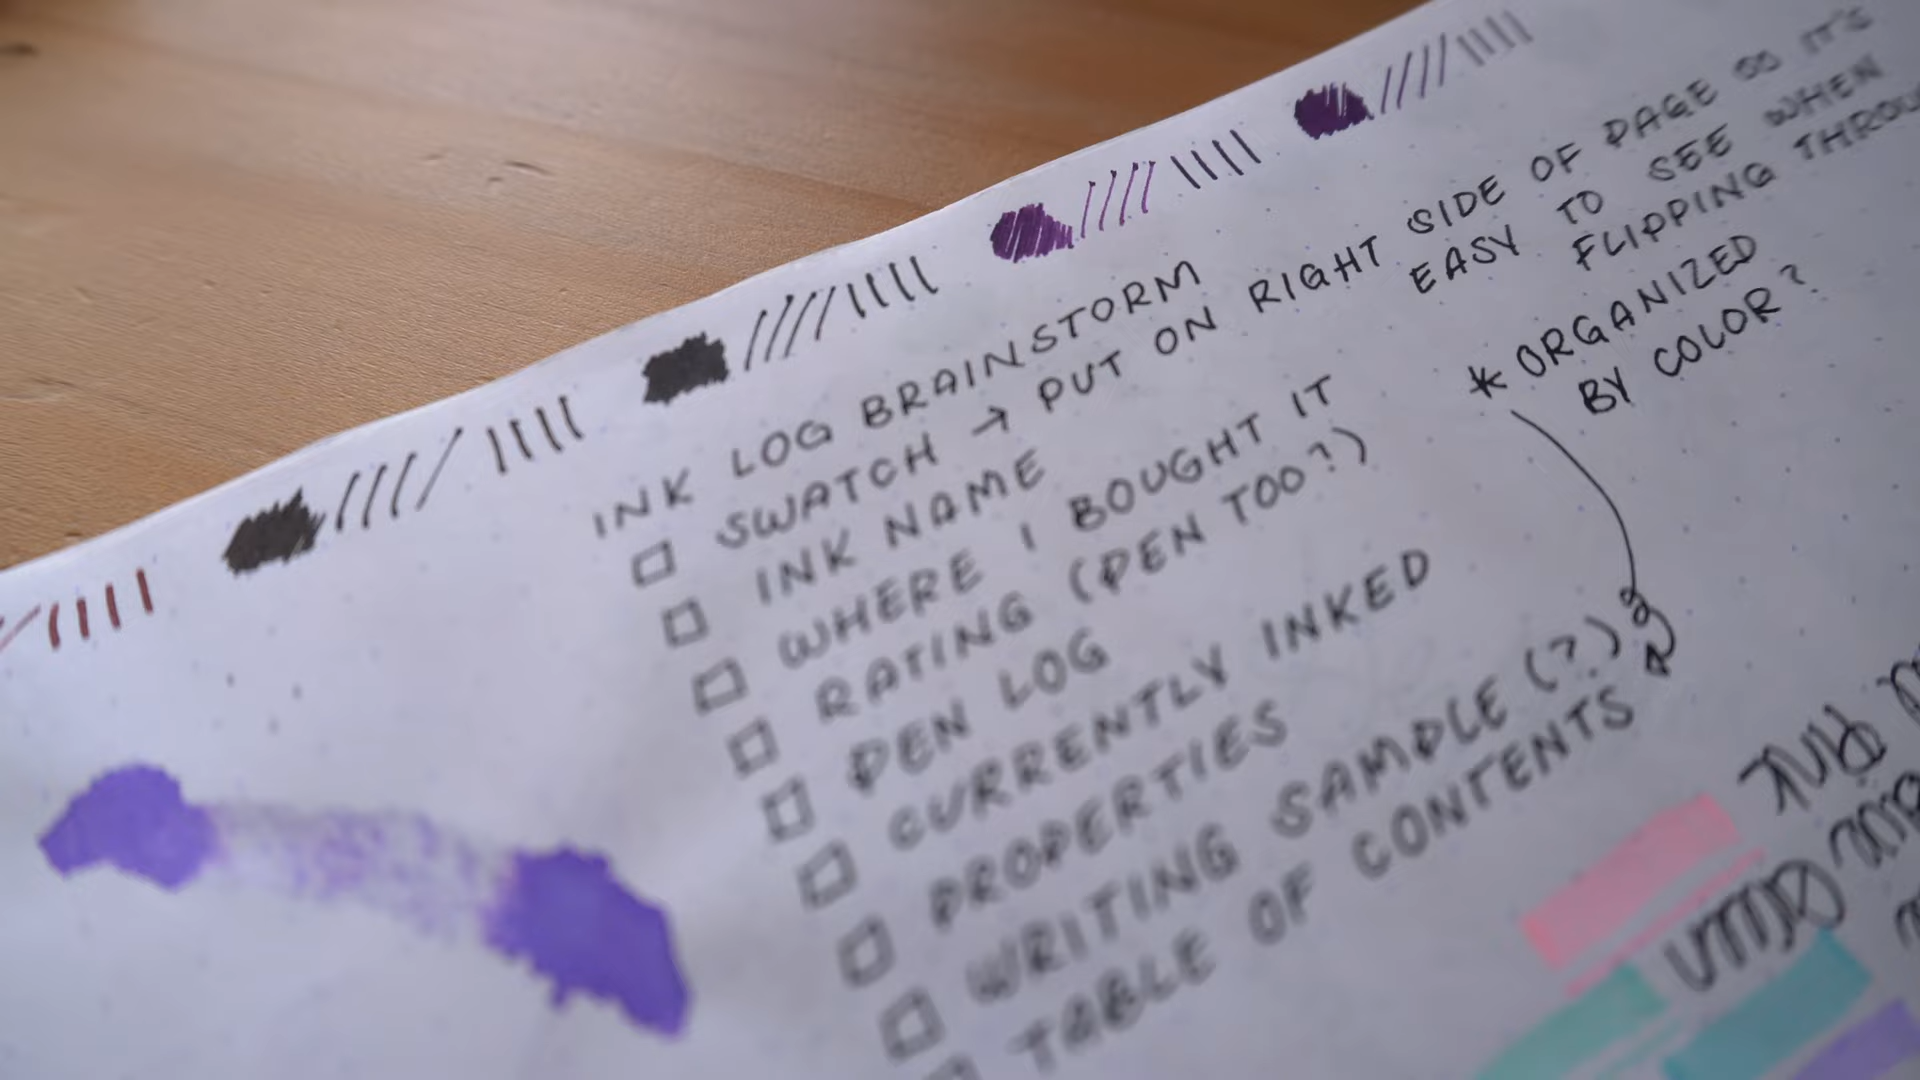 INK LOG BRAINSTORM
SWATCH → PUT ON RIGHT SIDE OF PAGE SO IT'S
EASY TO SEE WHEN
FLIPPING
INK NAME
WHERE I BOUGHT IT
RATING (PEN TOO?)
PEN LOG
CURRENTLY INKED
PROPERTIES
WRITING SAMPLE (?)
TABLE OF CONTENTS
* ORGANIZED
BY COLOR?